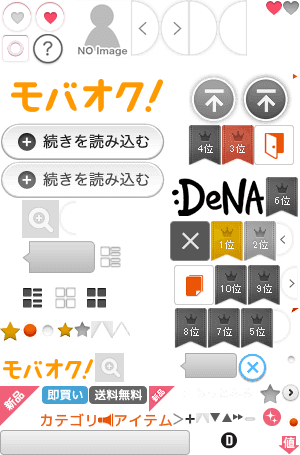 ?
NO Image
モバオク!
続きを読み込む
4位
3位
続きを読み込む
:DeNA
6位
1位
2位
10位
9位
8位
7位
5位
モバオク!
新品
即買い
送料無料
新品
カテゴリ
アイテム
D
値